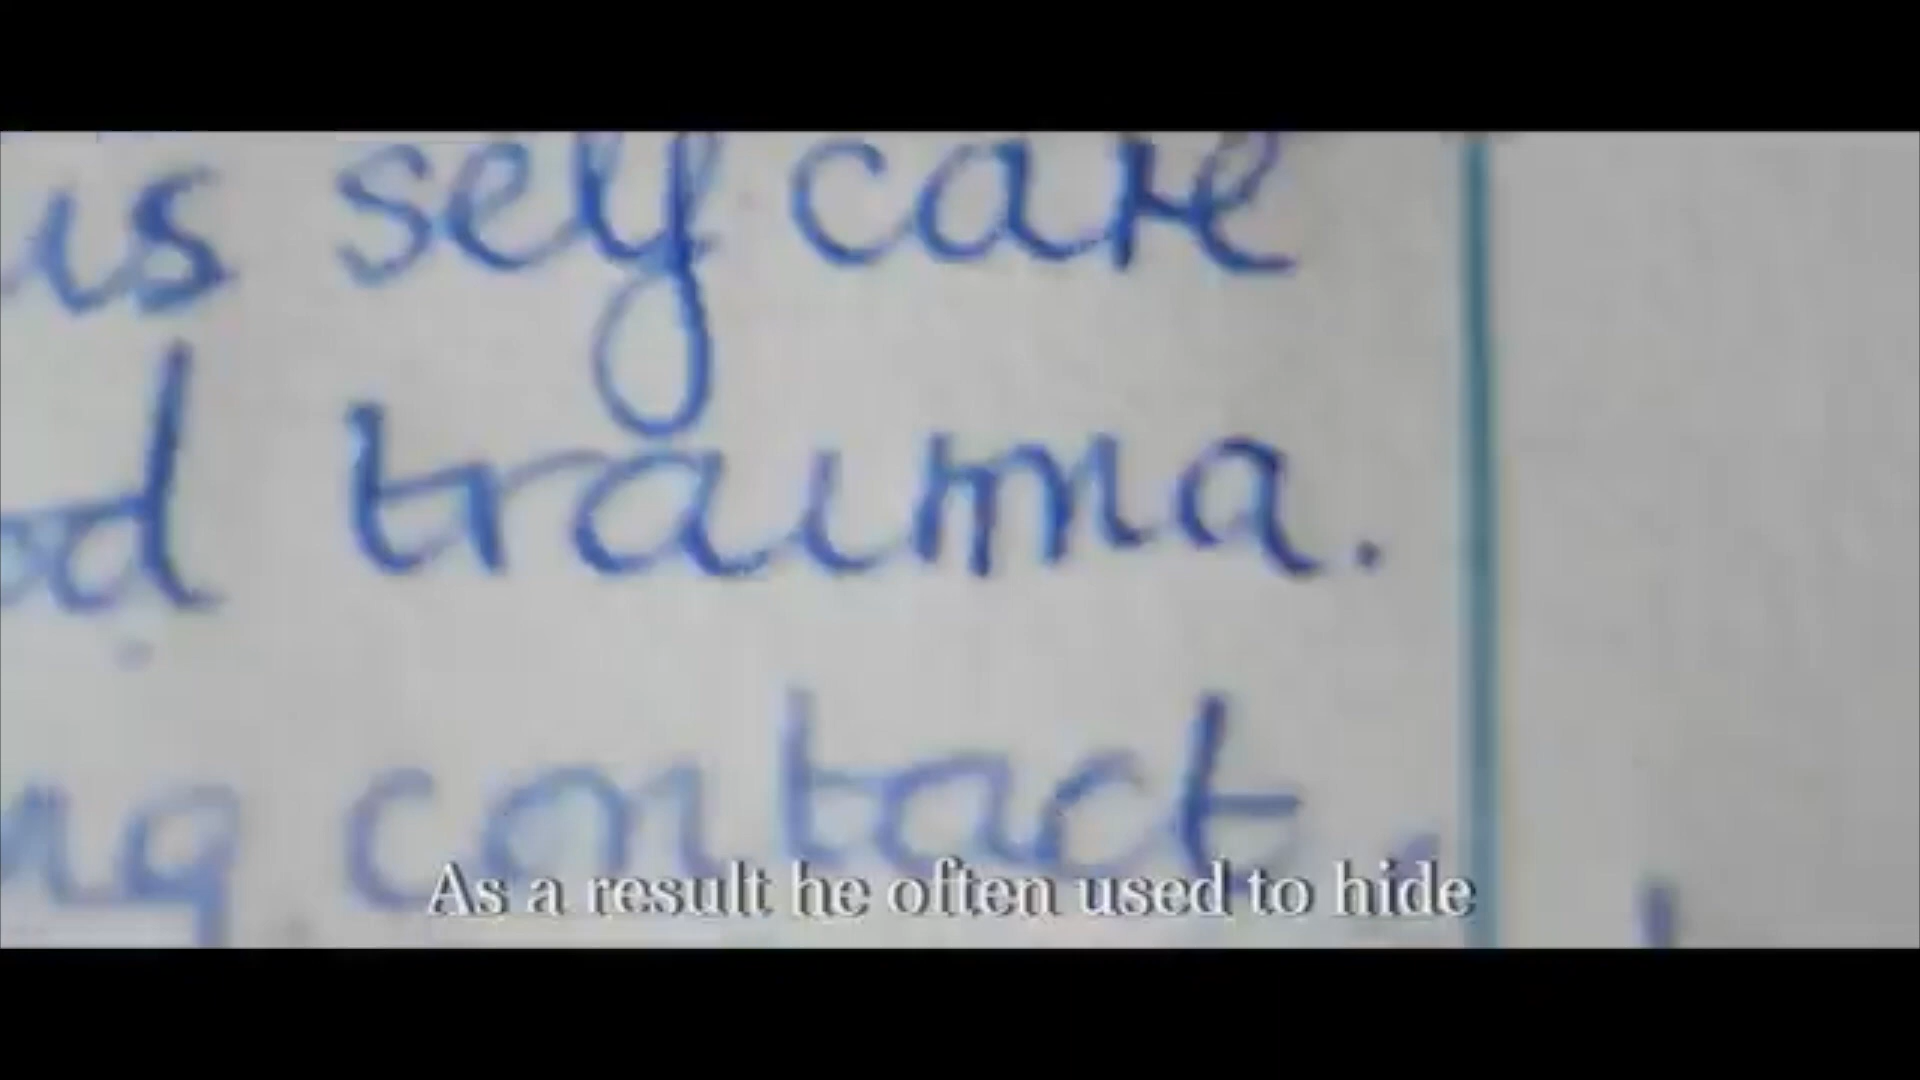 self care
trauma.
contact.
As a result he often used to hide